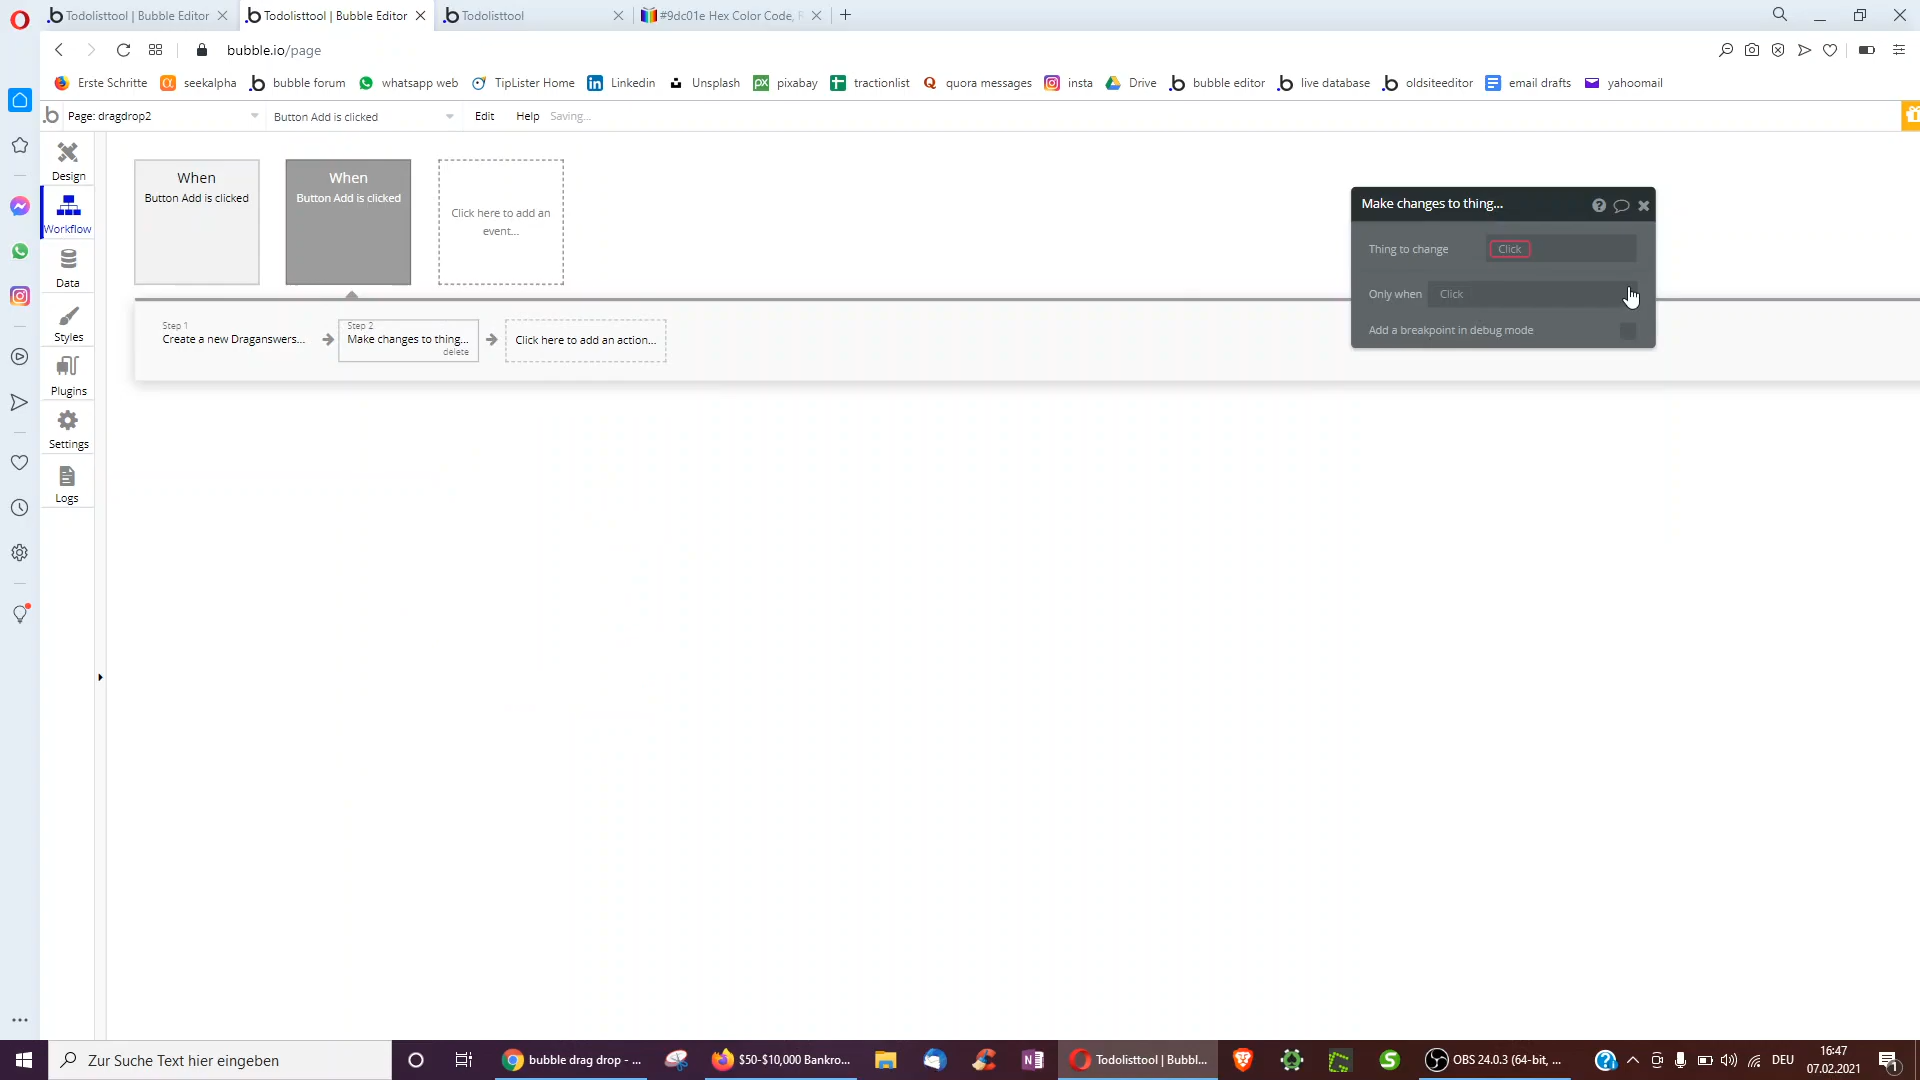 Todolisttool | Bubble Editor
Todolisttool | Bubble Editor
Todolisttool
#9dc01e Hex Color Code,
bubble.io/page
Erste Schritte
seekalpha
bubble forum
whatsapp web
TipLister Home
Linkedin
Unsplash
pixabay
tractionlist
quora messages
insta
Drive
bubble editor
live database
oldsiteeditor
email drafts
yahoomail
Page: dragdrop2
Button Add is clicked
Edit
Help
Saving...
Design
Workflow
Data
Styles
Plugins
Settings
Logs
When
Button Add is clicked
When
Button Add is clicked
Click here to add an
event...
Step 1
Create a new Draganswers...
Step 2
Make changes to thing...
delete
Click here to add an action...
Make changes to thing...
Thing to change
Click
Only when
Click
Add a breakpoint in debug mode
Zur Suche Text hier eingeben
bubble drag drop - ...
$50-$10,000 Bankro...
Todolisttool | Bubbl...
OBS 24.0.3 (64-bit, ...
DEU
16:47
07.02.2021
1